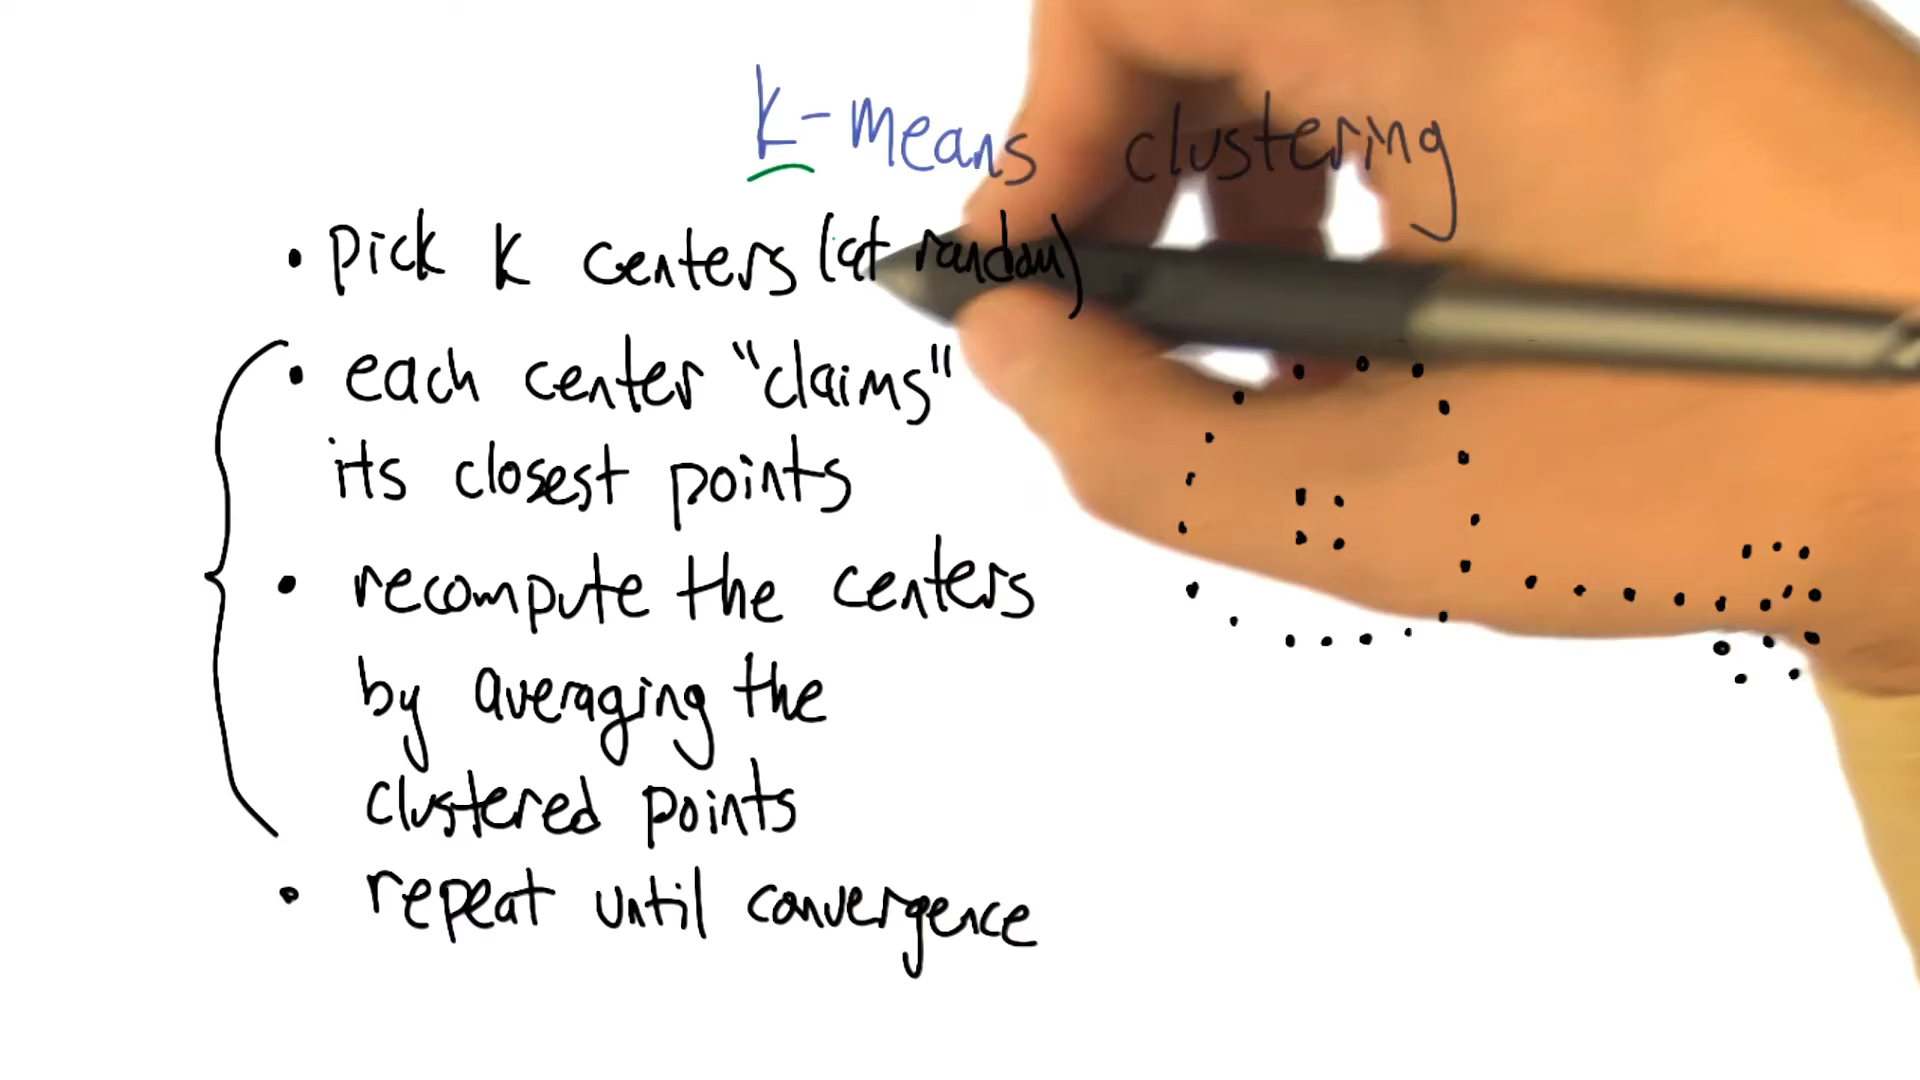 k-means clustering
• pick K centers (at random)
• each center "claims"
its closest points
• recompute the centers
by averaging the
clustered points
• repeat until convergence